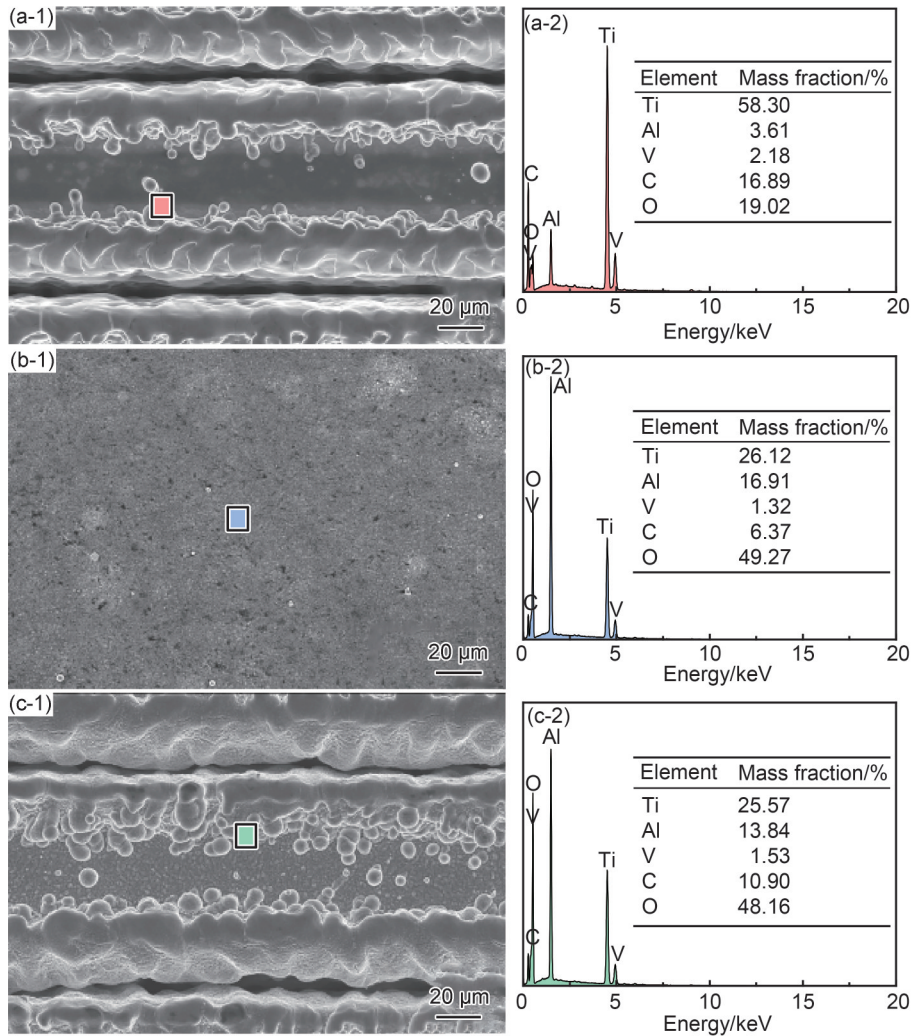 (a-1)
20 μm
(a-2)
Ti
C
O
V
Al
V
Element Mass fraction/%
Ti 58.30
Al 3.61
V 2.18
C 16.89
O 19.02
0 5 10 15 20
Energy/keV
(b-1)
20 μm
(b-2)
Al
O
V
C
Ti
V
Element Mass fraction/%
Ti 26.12
Al 16.91
V 1.32
C 6.37
O 49.27
0 5 10 15 20
Energy/keV
(c-1)
20 μm
(c-2)
Al
O
V
C
Ti
V
Element Mass fraction/%
Ti 25.57
Al 13.84
V 1.53
C 10.90
O 48.16
0 5 10 15 20
Energy/keV